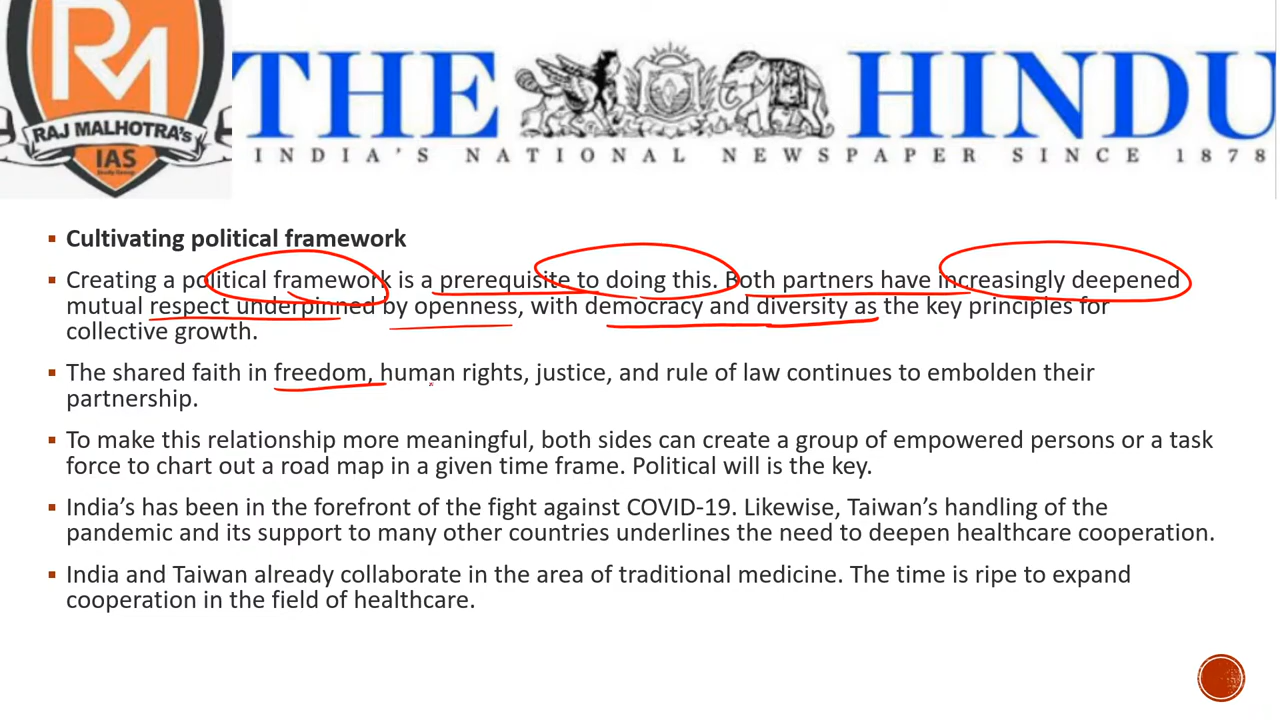 RM
RAJ MALHOTRA's
IAS
Study Group
THE HINDU
INDIA'S NATIONAL NEWSPAPER SINCE 1878
Cultivating political framework
Creating a political framework is a prerequisite to doing this. Both partners have increasingly deepened
mutual respect underpinned by openness, with democracy and diversity as the key principles for
collective growth.
The shared faith in freedom, human rights, justice, and rule of law continues to embolden their
partnership.
To make this relationship more meaningful, both sides can create a group of empowered persons or a task
force to chart out a road map in a given time frame. Political will is the key.
India’s has been in the forefront of the fight against COVID-19. Likewise, Taiwan’s handling of the
pandemic and its support to many other countries underlines the need to deepen healthcare cooperation.
India and Taiwan already collaborate in the area of traditional medicine. The time is ripe to expand
cooperation in the field of healthcare.